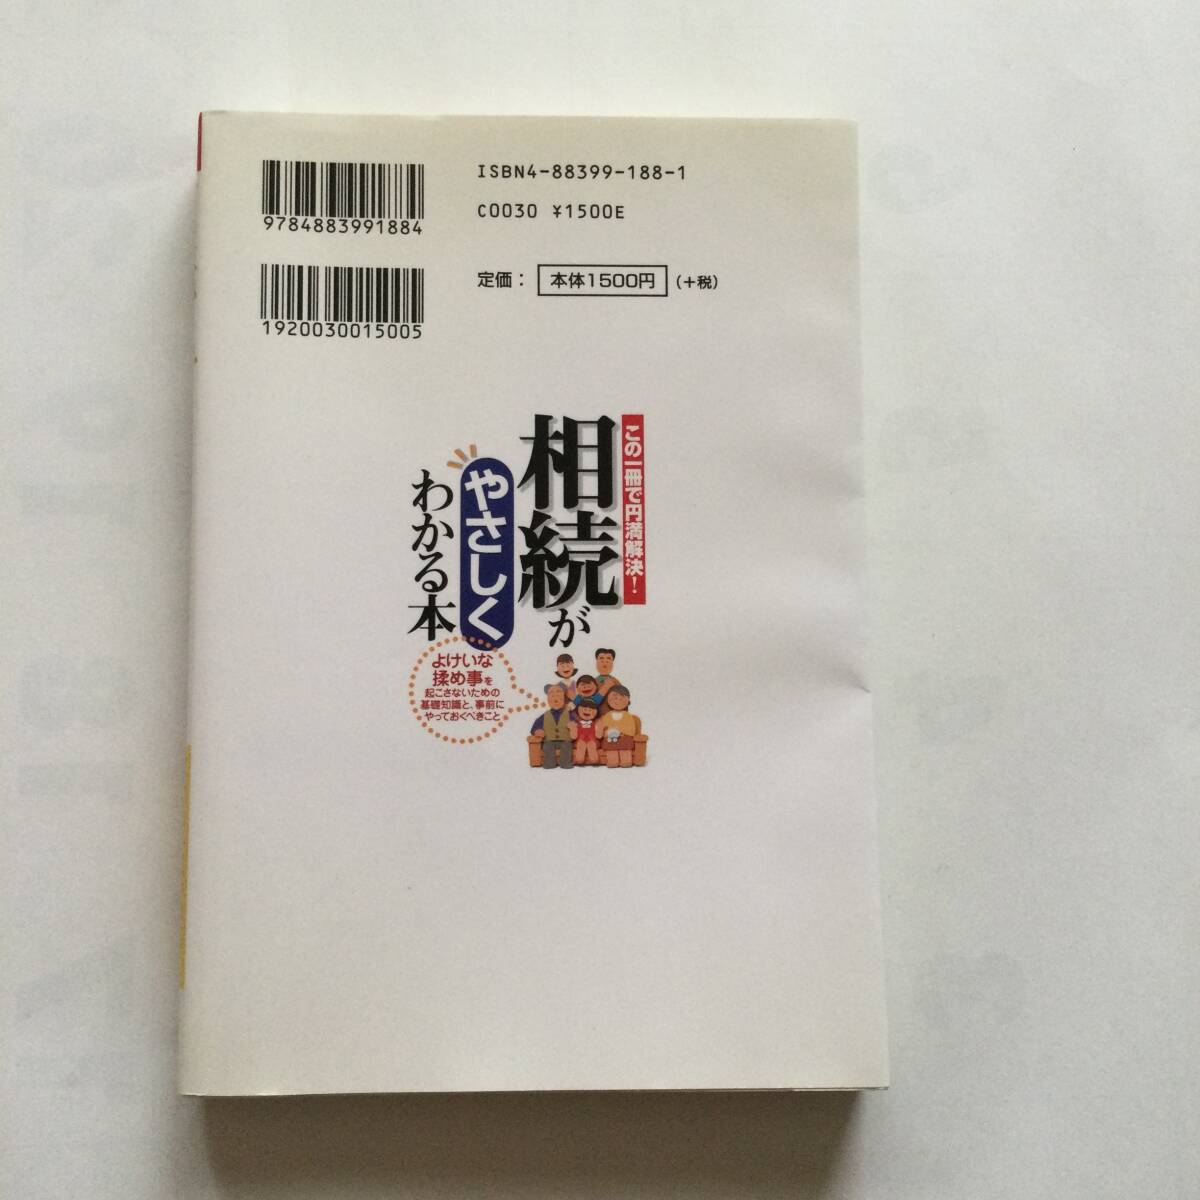 ISBN4-88399-188-1
9784883991884
C0030 ¥1500E
定価： 本体1500円 （+税）
1920030015005
この一冊で円満解決！
相続が
やさしく
わかる本
よけいな
揉め事を
起こさないための
基礎知識と、事前に
やっておくべきこと